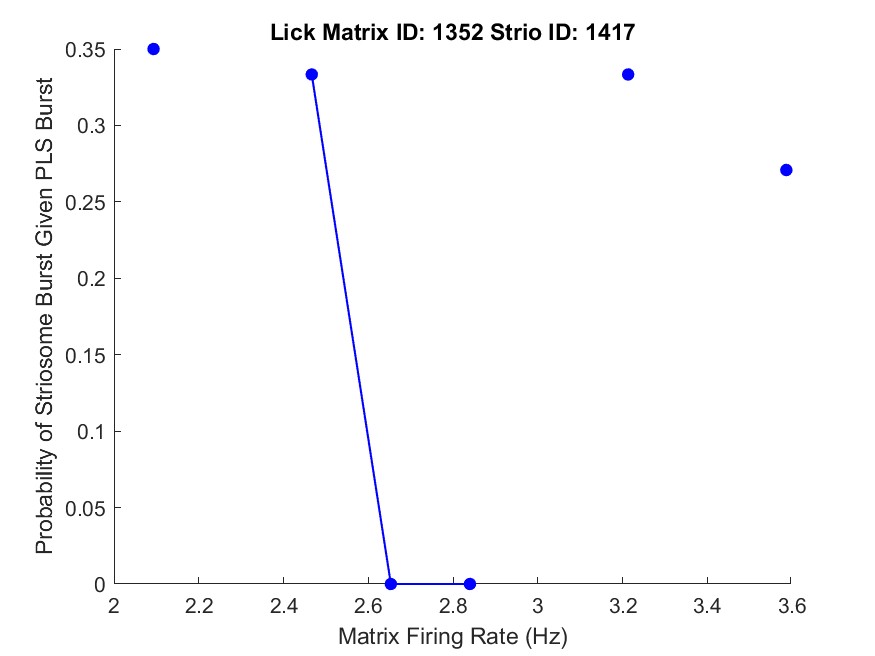 Lick Matrix ID: 1352 Strio ID: 1417
Probability of Striosome Burst Given PLS Burst
0.35
0.3
0.25
0.2
0.15
0.1
0.05
0
2 2.2 2.4 2.6 2.8 3 3.2 3.4 3.6
Matrix Firing Rate (Hz)